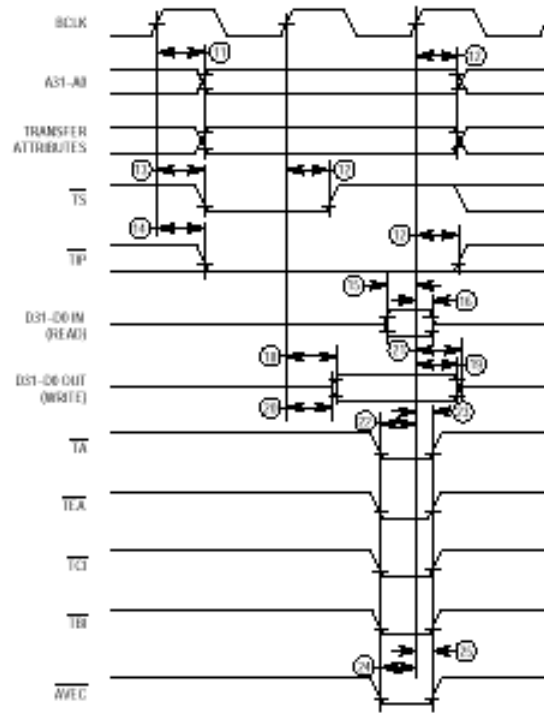 BCLK
11
12
A31-A0
TRANSFER
ATTRIBUTES
13
12
TS
14
12
TIP
15
16
D31-D0 IN
(READ)
21
18
19
D31-D0 OUT
(WRITE)
20
23
22
TA
TEA
TCI
TBI
25
24
AVEC